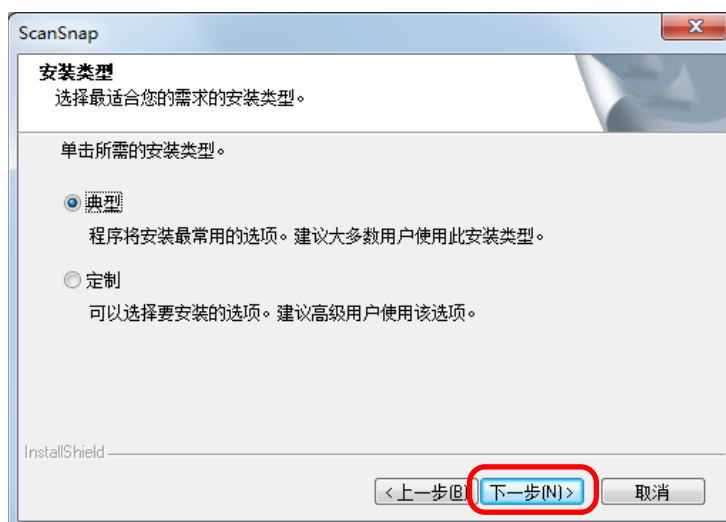 ScanSnap
安装类型
选择最适合您的需求的安装类型。
单击所需的安装类型。
典型
程序将安装最常用的选项。建议大多数用户使用此安装类型。
定制
可以选择要安装的选项。建议高级用户使用该选项。
InstallShield
<上一步(B) 下一步(N)> 取消